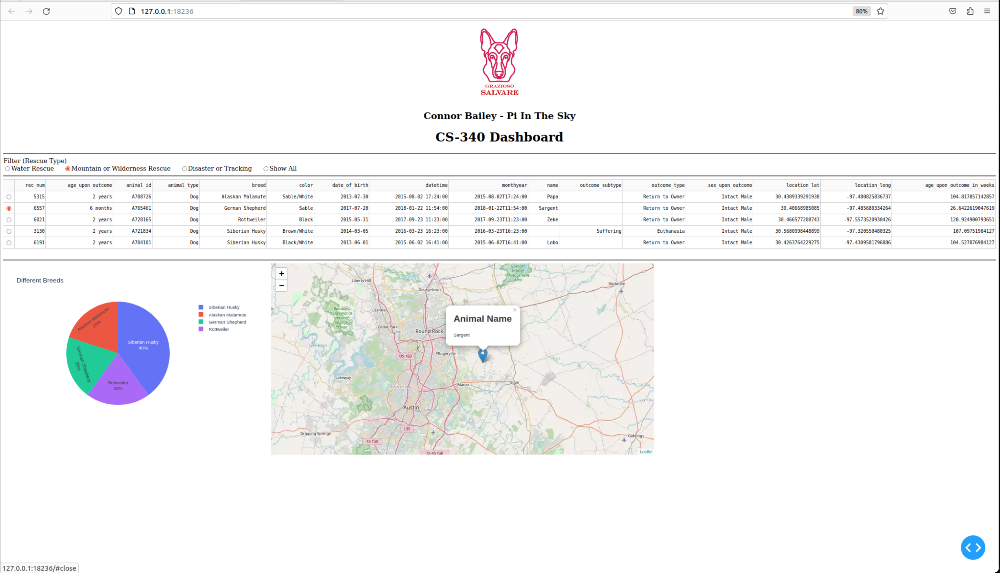 127.0.0.1:18236
80%
GRAZIOSO
SALVARE
Connor Bailey - Pi In The Sky
CS-340 Dashboard
Filter (Rescue Type)
Water Rescue Mountain or Wilderness Rescue Disaster or Tracking Show All
rec_num age_upon_outcome animal_id animal_type breed color date_of_birth datetime monthyear name outcome_subtype outcome_type sex_upon_outcome location_lat location_long age_upon_outcome_in_weeks
5315 2 years A708726 Dog Alaskan Malamute Sable/White 2013-07-30 2015-08-02 17:24:00 2015-08-02T17:24:00 Papa Return to Owner Intact Male 30.4309339291938 -97.480825836737 104.817857142857
6557 6 months A765461 Dog German Shepherd Sable 2017-07-20 2018-01-22 11:54:00 2018-01-22T11:54:00 Sargent Return to Owner Intact Male 30.40668985085 -97.485680334264 26.6422619047619
6021 2 years A728165 Dog Rottweiler Black 2015-05-31 2017-09-23 11:23:00 2017-09-23T11:23:00 Zeke Return to Owner Intact Male 30.466577208743 -97.5573520930426 120.924900793651
3130 2 years A721834 Dog Siberian Husky Brown/White 2014-03-05 2016-03-23 16:23:00 2016-03-23T16:23:00 Suffering Euthanasia Intact Male 30.5680998448899 -97.320550480325 107.09751984127
6191 2 years A704101 Dog Siberian Husky Black/White 2013-06-01 2015-06-02 16:41:00 2015-06-02T16:41:00 Lobo Return to Owner Intact Male 30.4263764229275 -97.4309581796886 104.527876984127
Different Breeds
Siberian Husky
40%
Alaskan Malamute
20%
German Shepherd
20%
Rottweiler
20%
Siberian Husky
Alaskan Malamute
German Shepherd
Rottweiler
+
−
Granger
Wildlife
Management
Area
Liberty Hill
Williamson
County
Georgetown
Rockdale
Balcones
Canyonlands
National
Wildlife
Refuge
Leander
Cedar Park
Round Rock
Animal Name
×
Sargent
Lake Travis
US 183
Pflugerville
Lakeway
Manor
Elgin
Travis County
Austin
Lee Cou
I 35
Dripping Springs
Giddings
45 Toll
TX 45 Toll
Leaflet
127.0.0.1:18236/#close